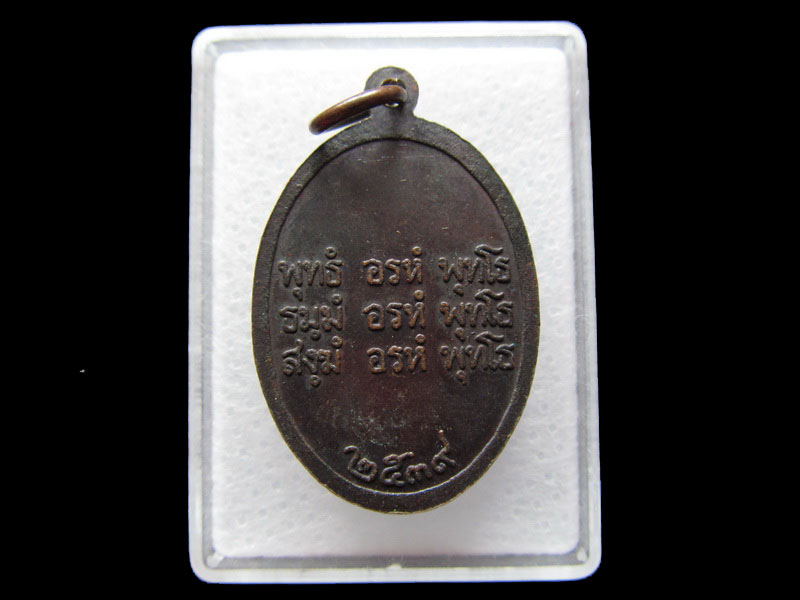 พุทธํ อรหํ พุทโธ
ธมฺมํ อรหํ พุทโธ
สงฺฆํ อรหํ พุทโธ
๒๕๓๙